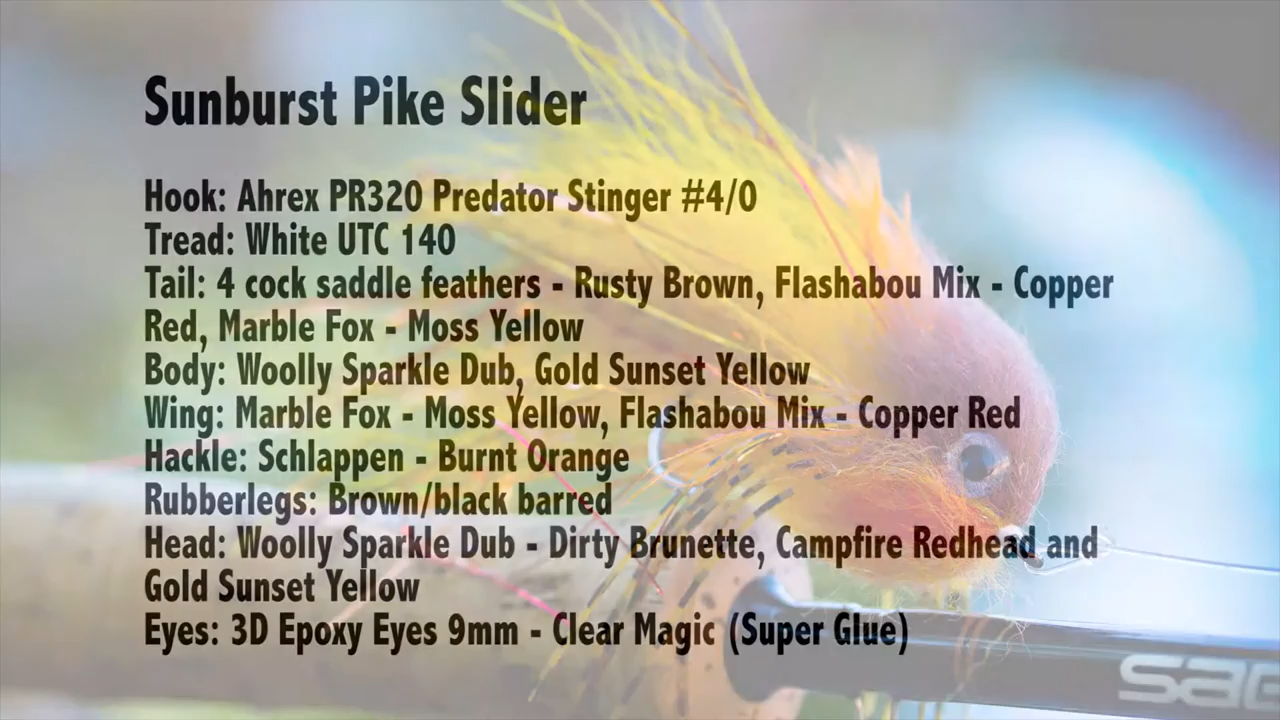 Sunburst Pike Slider
Hook: Ahrex PR320 Predator Stinger #4/0
Tread: White UTC 140
Tail: 4 cock saddle feathers - Rusty Brown, Flashabou Mix - Copper
Red, Marble Fox - Moss Yellow
Body: Woolly Sparkle Dub, Gold Sunset Yellow
Wing: Marble Fox - Moss Yellow, Flashabou Mix - Copper Red
Hackle: Schlappen - Burnt Orange
Rubberlegs: Brown/black barred
Head: Woolly Sparkle Dub - Dirty Brunette, Campfire Redhead and
Gold Sunset Yellow
Eyes: 3D Epoxy Eyes 9mm - Clear Magic (Super Glue)